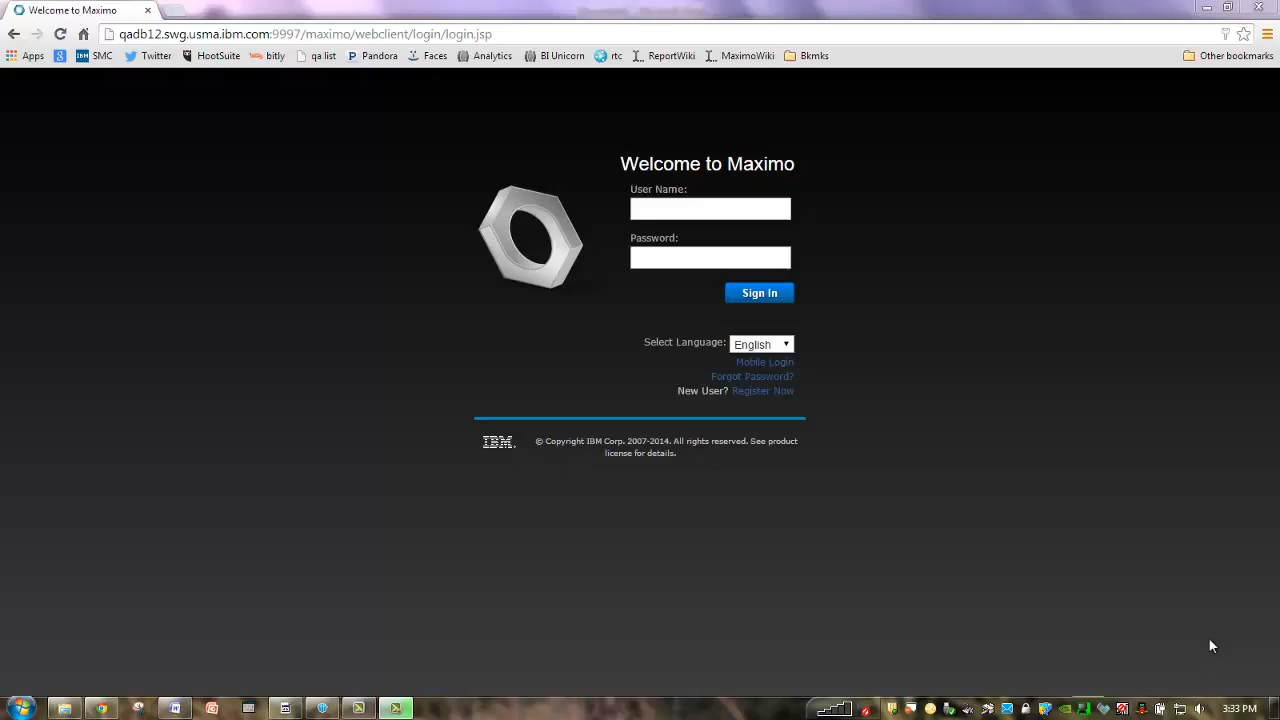 Welcome to Maximo
qadb12.swg.usma.ibm.com:9997/maximo/webclient/login/login.jsp
Apps SMC Twitter HootSuite bitly qa list Pandora Faces Analytics BI Unicorn rtc ReportWiki MaximoWiki Bkmks Other bookmarks
Welcome to Maximo
User Name:
Password:
Sign In
Select Language: English
Mobile Login
Forgot Password?
New User? Register Now
IBM. © Copyright IBM Corp. 2007-2014. All rights reserved. See product
license for details.
3:33 PM